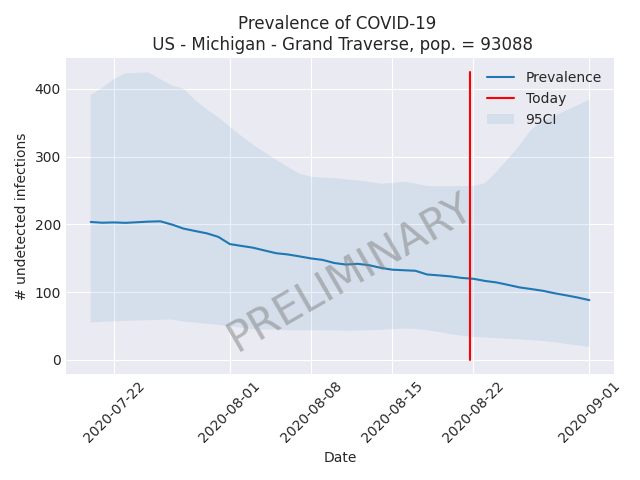 Prevalence of COVID-19
US - Michigan - Grand Traverse, pop. = 93088
# undetected infections
400
300
200
100
0
Prevalence
Today
95CI
PRELIMINARY
2020-07-22
2020-08-01
2020-08-08
2020-08-15
2020-08-22
2020-09-01
Date